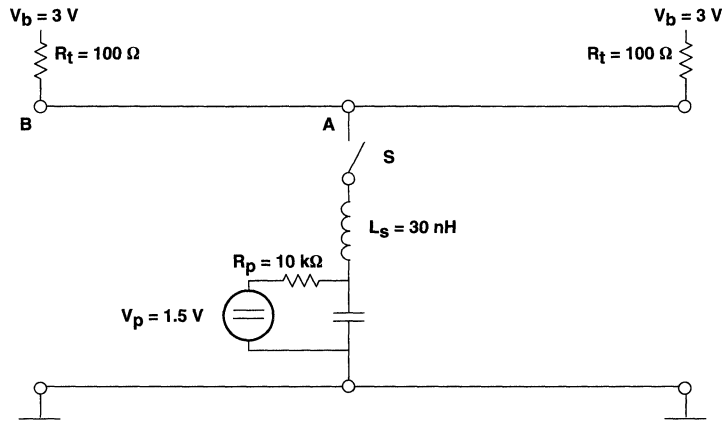 Vb = 3 V
Vb = 3 V
Rt = 100 Ω
Rt = 100 Ω
B
A
S
Ls = 30 nH
Rp = 10 kΩ
Vp = 1.5 V